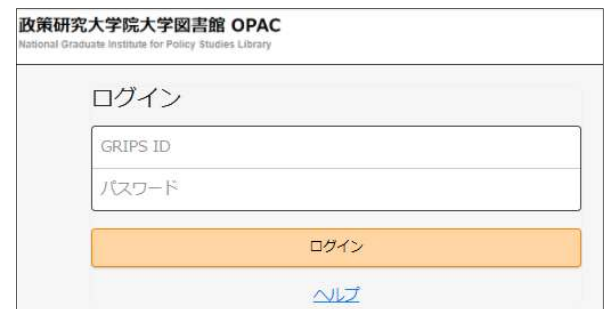 政策研究大学院大学図書館 OPAC
National Graduate Institute for Policy Studies Library
ログイン
GRIPS ID
パスワード
ログイン
ヘルプ